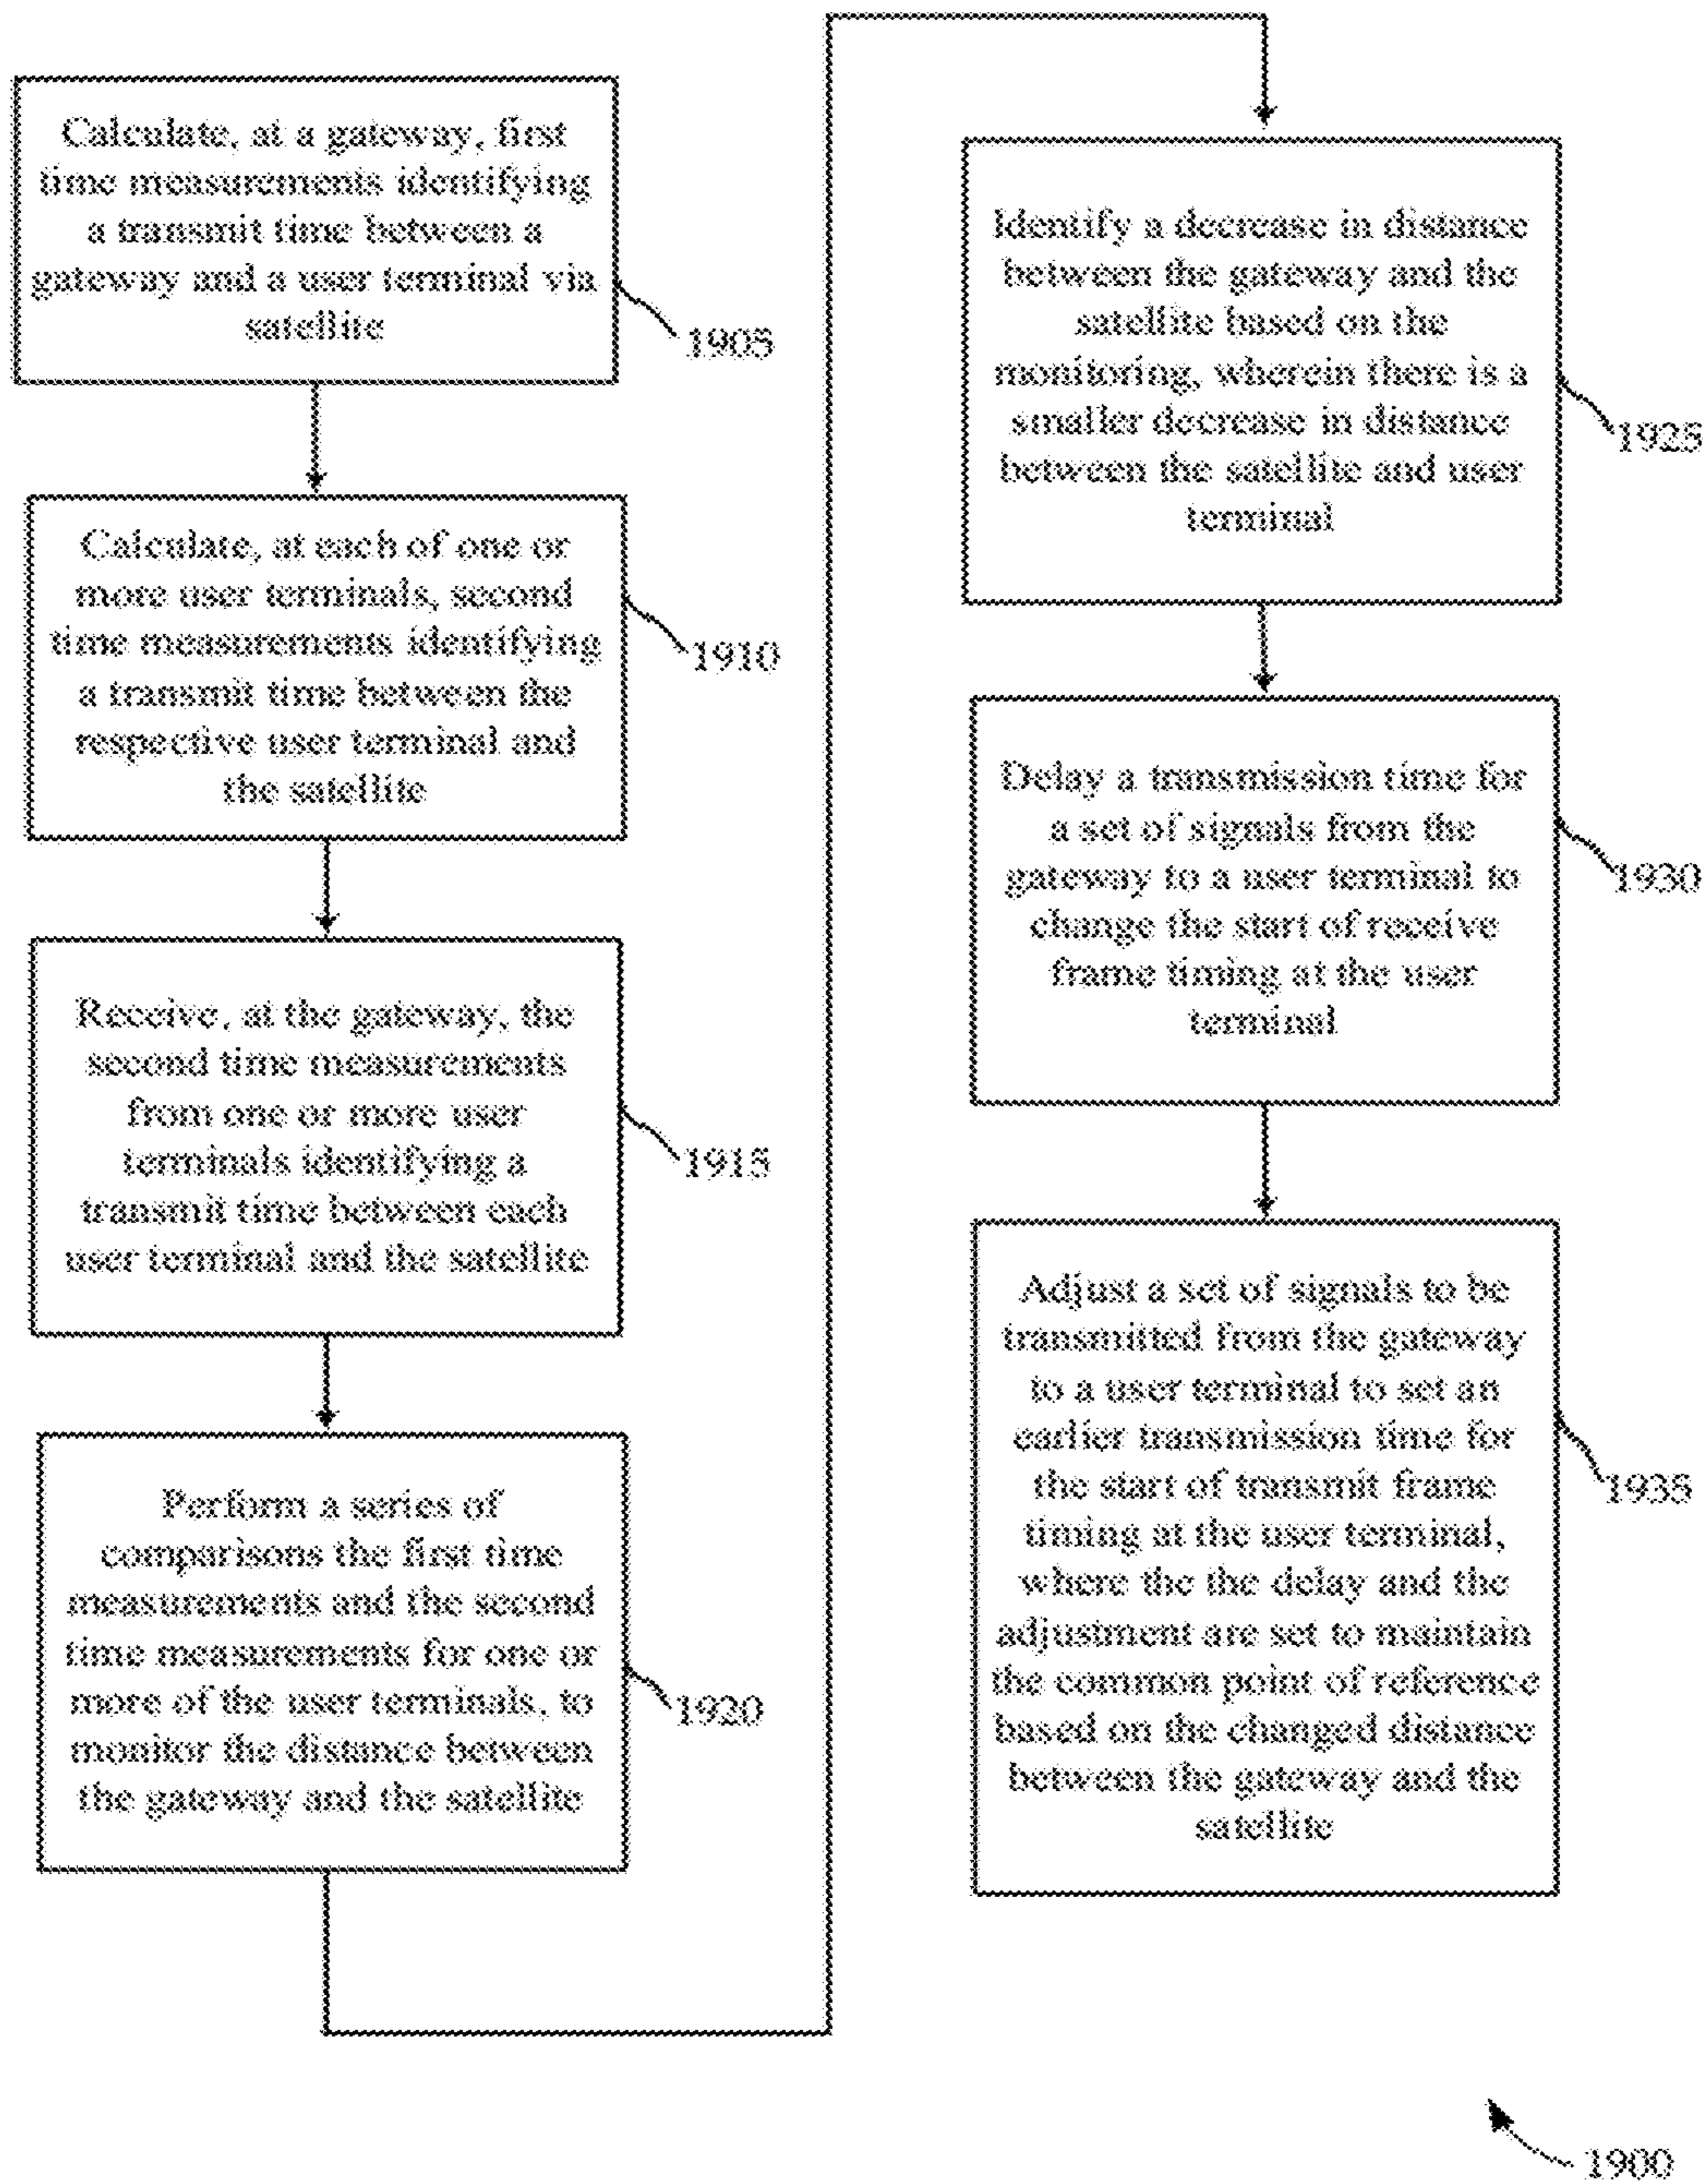 Calculate, at a gateway, first
time measurements identifying
a transmit time between a
gateway and a user terminal via
satellite
1905
Calculate, at each of one or
more user terminals, second
time measurements identifying
a transmit time between the
respective user terminal and
the satellite
1910
Receive, at the gateway, the
second time measurements
from one or more user
terminals identifying a
transmit time between each
user terminal and the satellite
1915
Perform a series of
comparisons the first time
measurements and the second
time measurements for one or
more of the user terminals, to
monitor the distance between
the gateway and the satellite
1920
Identify a decrease in distance
between the gateway and the
satellite based on the
monitoring, wherein there is a
smaller decrease in distance
between the satellite and user
terminal
1925
Delay a transmission time for
a set of signals from the
gateway to a user terminal to
change the start of receive
frame timing at the user
terminal
1930
Adjust a set of signals to be
transmitted from the gateway
to a user terminal to set an
earlier transmission time for
the start of transmit frame
timing at the user terminal,
where the the delay and the
adjustment are set to maintain
the common point of reference
based on the changed distance
between the gateway and the
satellite
1935
1900